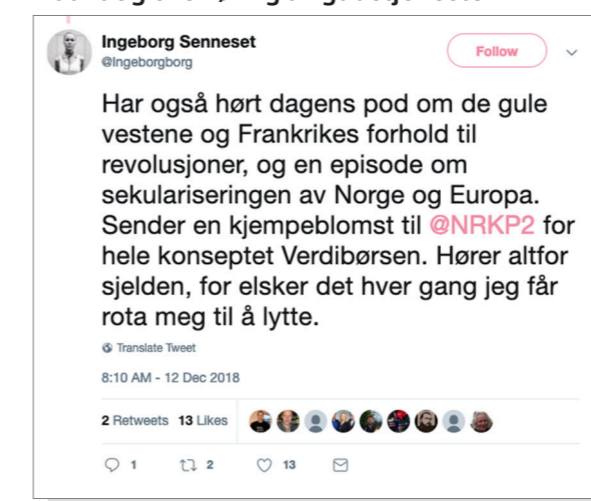 Ingeborg Senneset
@Ingeborgborg
Follow
Har også hørt dagens pod om de gule
vestene og Frankrikes forhold til
revolusjoner, og en episode om
sekulariseringen av Norge og Europa.
Sender en kjempeblomst til @NRKP2 for
hele konseptet Verdibørsen. Hører altfor
sjelden, for elsker det hver gang jeg får
rota meg til å lytte.
Translate Tweet
8:10 AM - 12 Dec 2018
2 Retweets 13 Likes
1 2 13